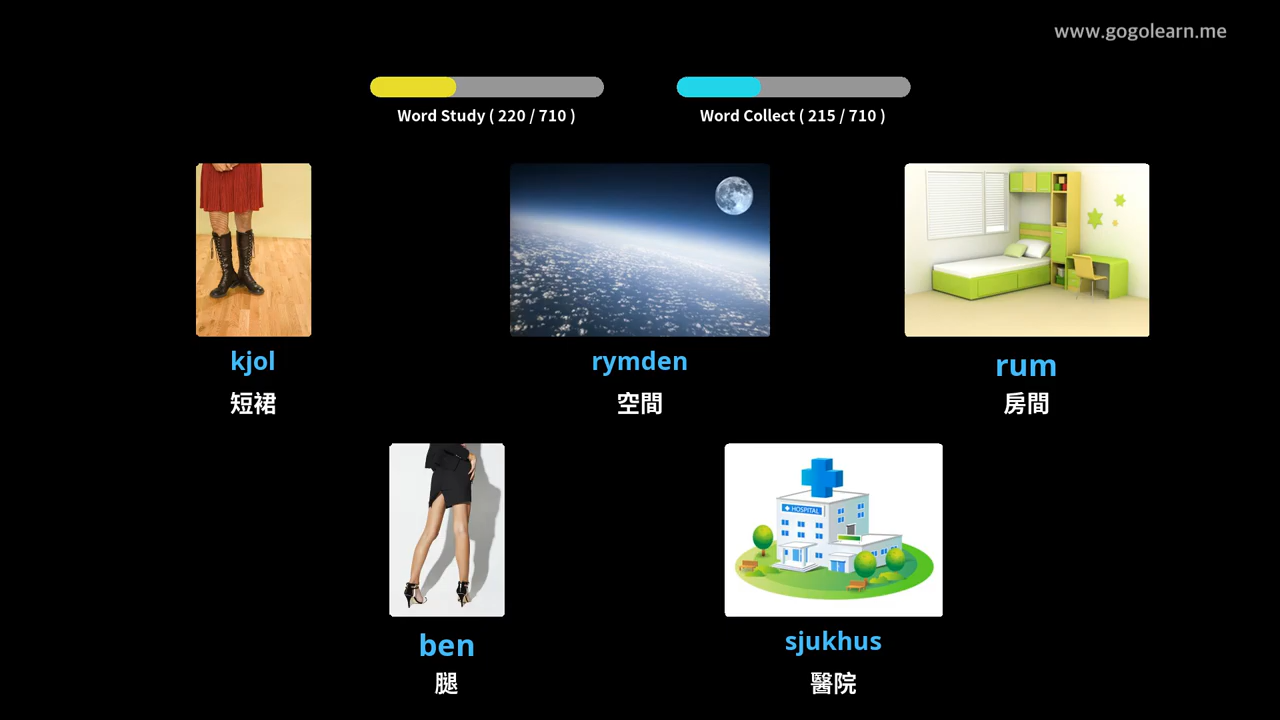 www.gogolearn.me
Word Study ( 220 / 710 )
Word Collect ( 215 / 710 )
kjol
短裙
rymden
空間
rum
房間
HOSPITAL
ben
腿
sjukhus
醫院